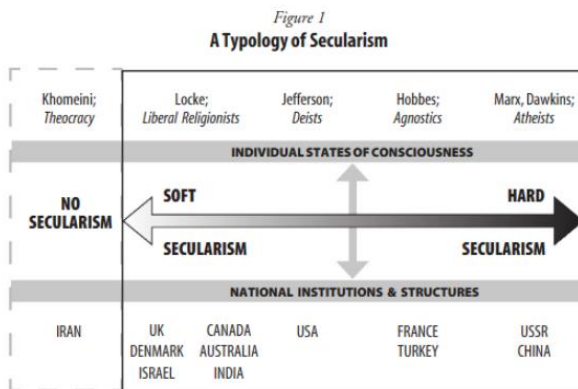 Figure 1
A Typology of Secularism
Khomeini; Locke; Jefferson; Hobbes; Marx, Dawkins;
Theocracy Liberal Religionists Deists Agnostics Atheists
INDIVIDUAL STATES OF CONSCIOUSNESS
NO SECULARISM
SOFT HARD
SECULARISM SECULARISM
NATIONAL INSTITUTIONS & STRUCTURES
IRAN UK CANADA USA FRANCE USSR
DENMARK AUSTRALIA TURKEY CHINA
ISRAEL INDIA